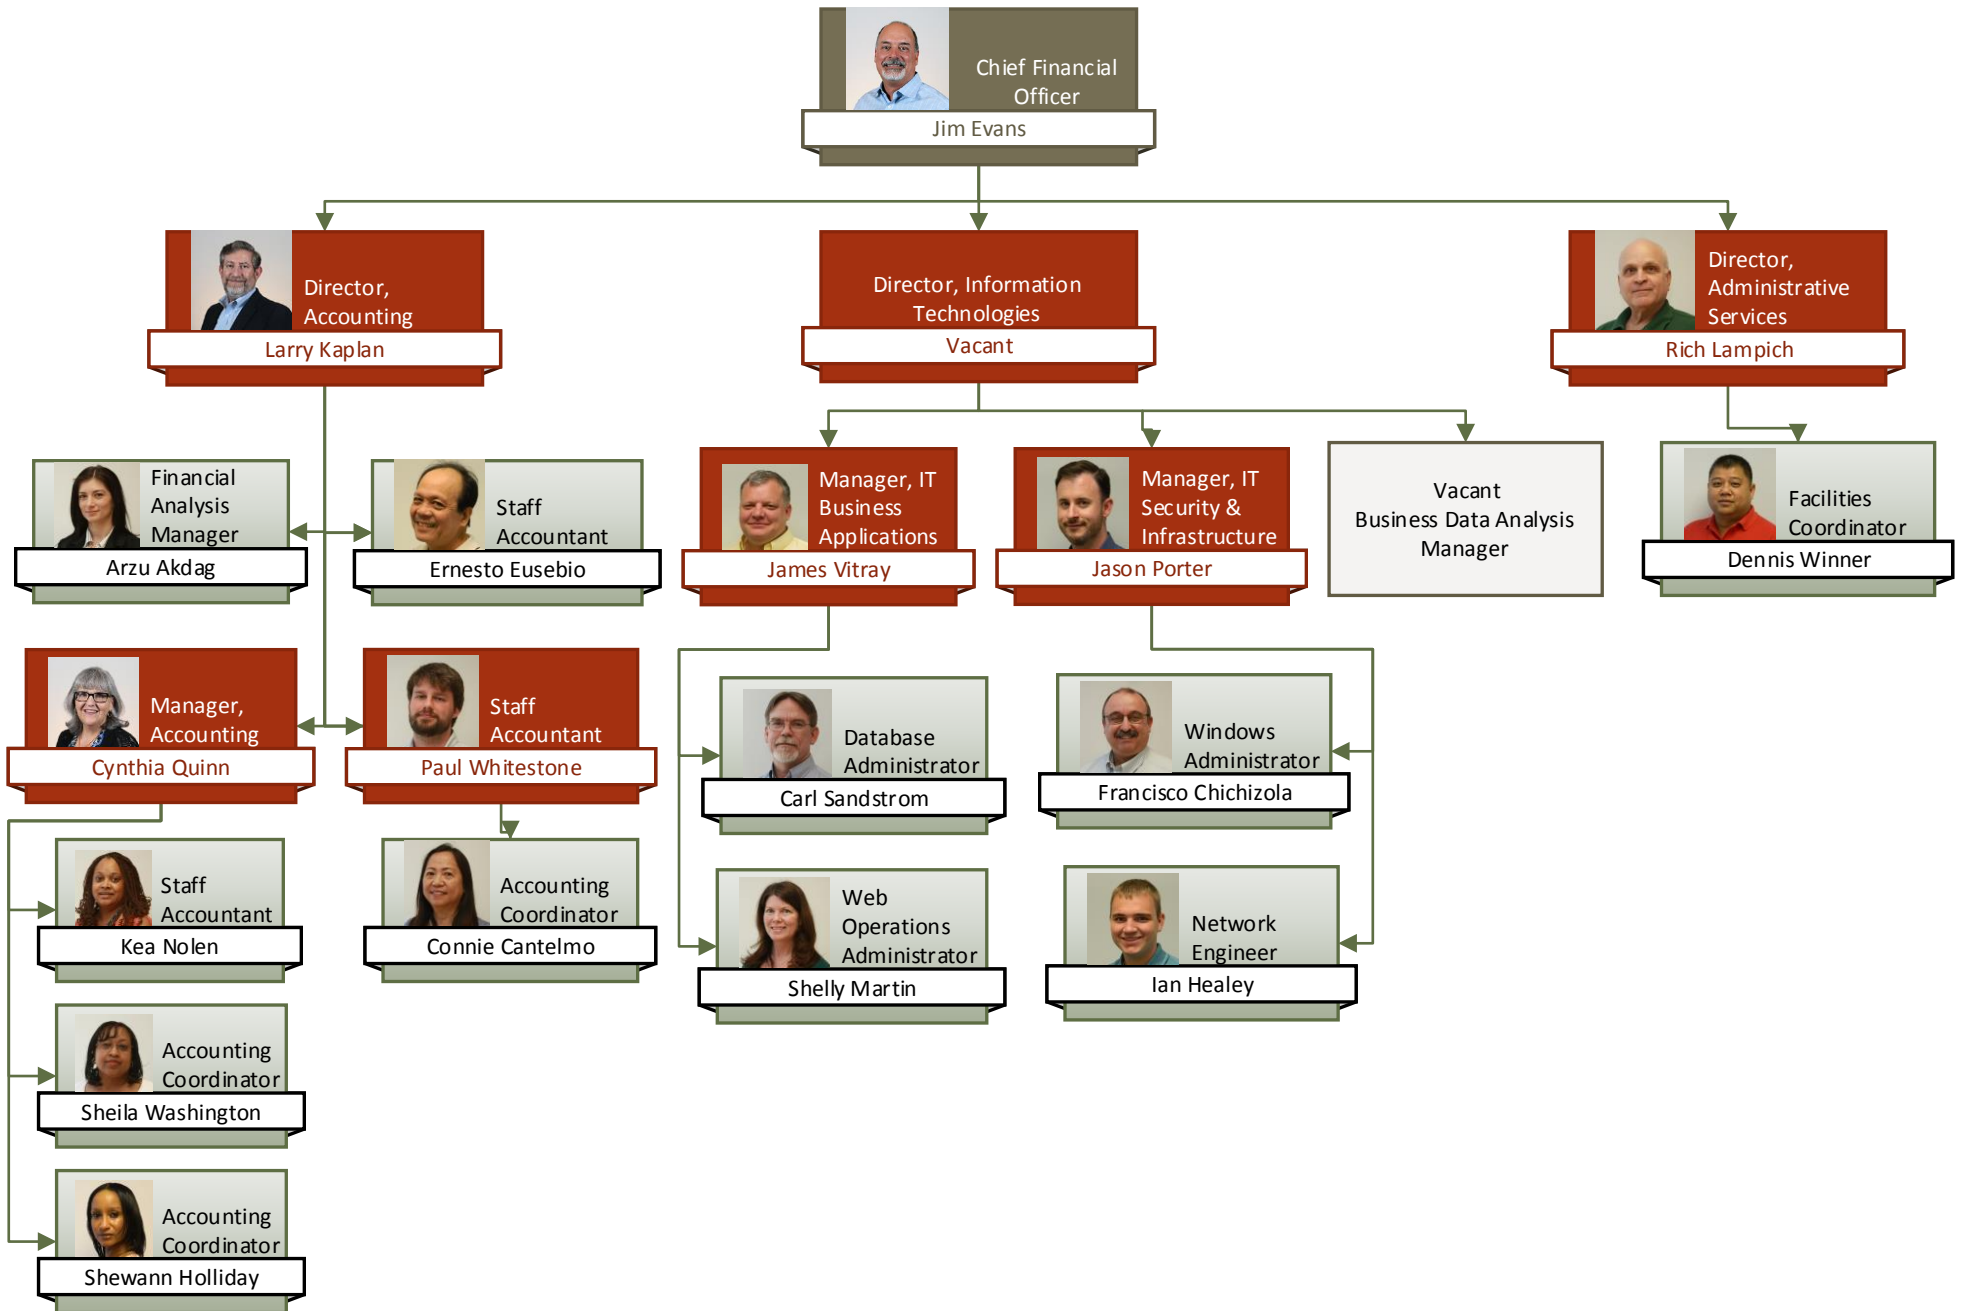 Chief Financial
Officer
Jim Evans
Director,
Accounting
Larry Kaplan
Director, Information
Technologies
Vacant
Director,
Administrative
Services
Rich Lampich
Financial
Analysis
Manager
Arzu Akdag
Staff
Accountant
Ernesto Eusebio
Manager, IT
Business
Applications
James Vitray
Manager, IT
Security &
Infrastructure
Jason Porter
Vacant
Business Data Analysis
Manager
Facilities
Coordinator
Dennis Winner
Manager,
Accounting
Cynthia Quinn
Staff
Accountant
Paul Whitestone
Database
Administrator
Carl Sandstrom
Windows
Administrator
Francisco Chichizola
Staff
Accountant
Kea Nolen
Accounting
Coordinator
Connie Cantelmo
Web
Operations
Administrator
Shelly Martin
Network
Engineer
Ian Healey
Accounting
Coordinator
Sheila Washington
Accounting
Coordinator
Shewann Holliday